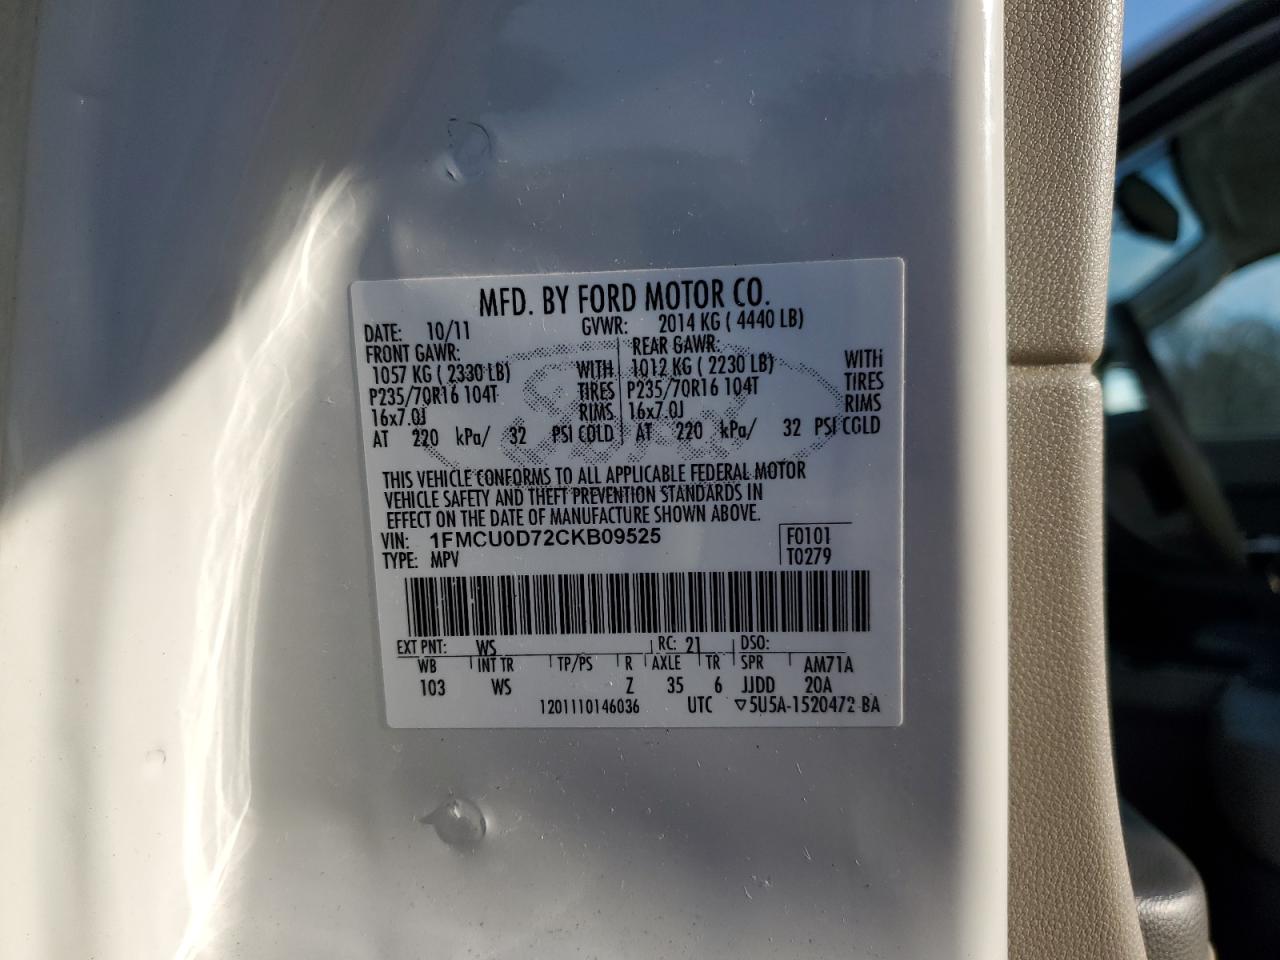 MFD. BY FORD MOTOR CO.
DATE: 10/11 GVWR: 2014 KG ( 4440 LB)
FRONT GAWR: REAR GAWR:
1057 KG ( 2330 LB) WITH 1012 KG ( 2230 LB) WITH
P235/70R16 104T TIRES P235/70R16 104T TIRES
16x7.0J RIMS 16x7.0J RIMS
AT 220 kPa/ 32 PSI COLD AT 220 kPa/ 32 PSI COLD
THIS VEHICLE CONFORMS TO ALL APPLICABLE FEDERAL MOTOR
VEHICLE SAFETY AND THEFT PREVENTION STANDARDS IN
EFFECT ON THE DATE OF MANUFACTURE SHOWN ABOVE.
VIN: 1FMCU0D72CKB09525 F0101
TYPE: MPV T0279
EXT PNT: WS RC: 21 DSO:
WB INT TR TP/PS R AXLE TR SPR AM71A
103 WS Z 35 6 JJDD 20A
1201110146036 UTC ▽5U5A-1520472-BA